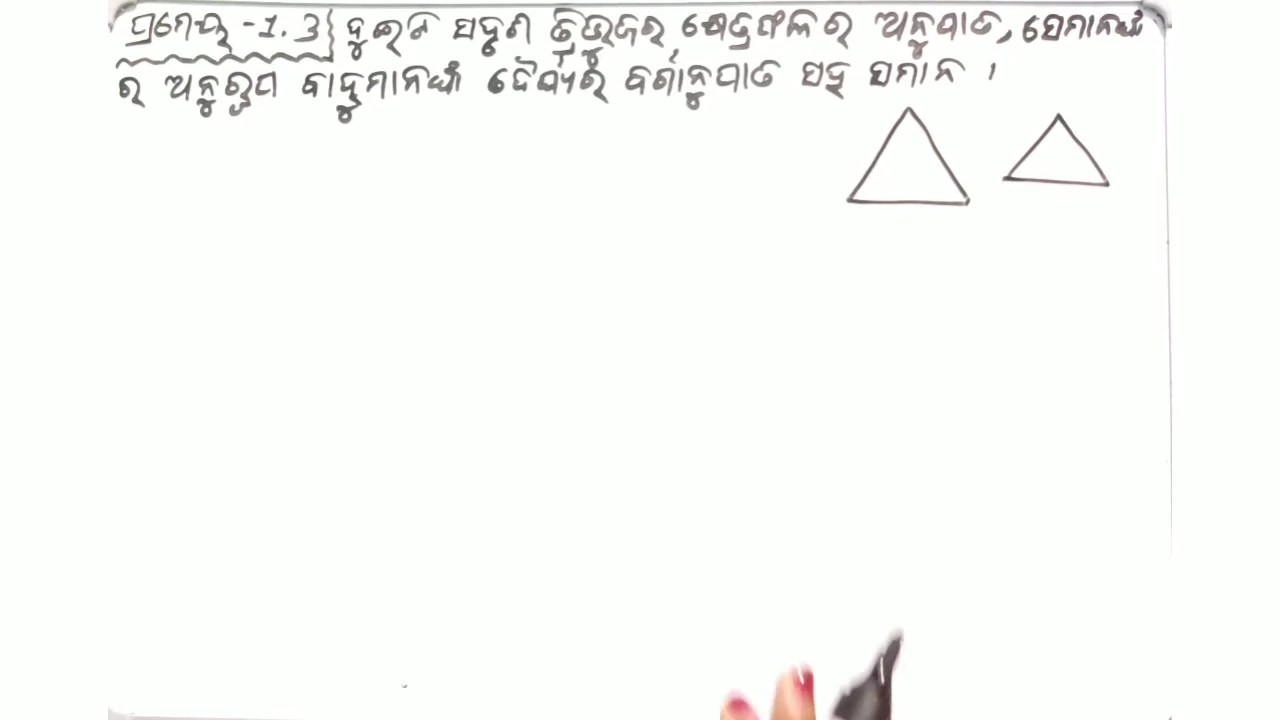 ପ୍ରମେୟ -1.3} ଦୁଇଟି ସଦୃଶ ତ୍ରିଭୁଜର କ୍ଷେତ୍ରଫଳର ଅନୁପାତ, ସେମାନଙ୍କ
ର ଅନୁରୂପ ବାହୁମାନଙ୍କ ଦୈର୍ଘ୍ୟର ବର୍ଗାନୁପାତ ସହ ସମାନ ।